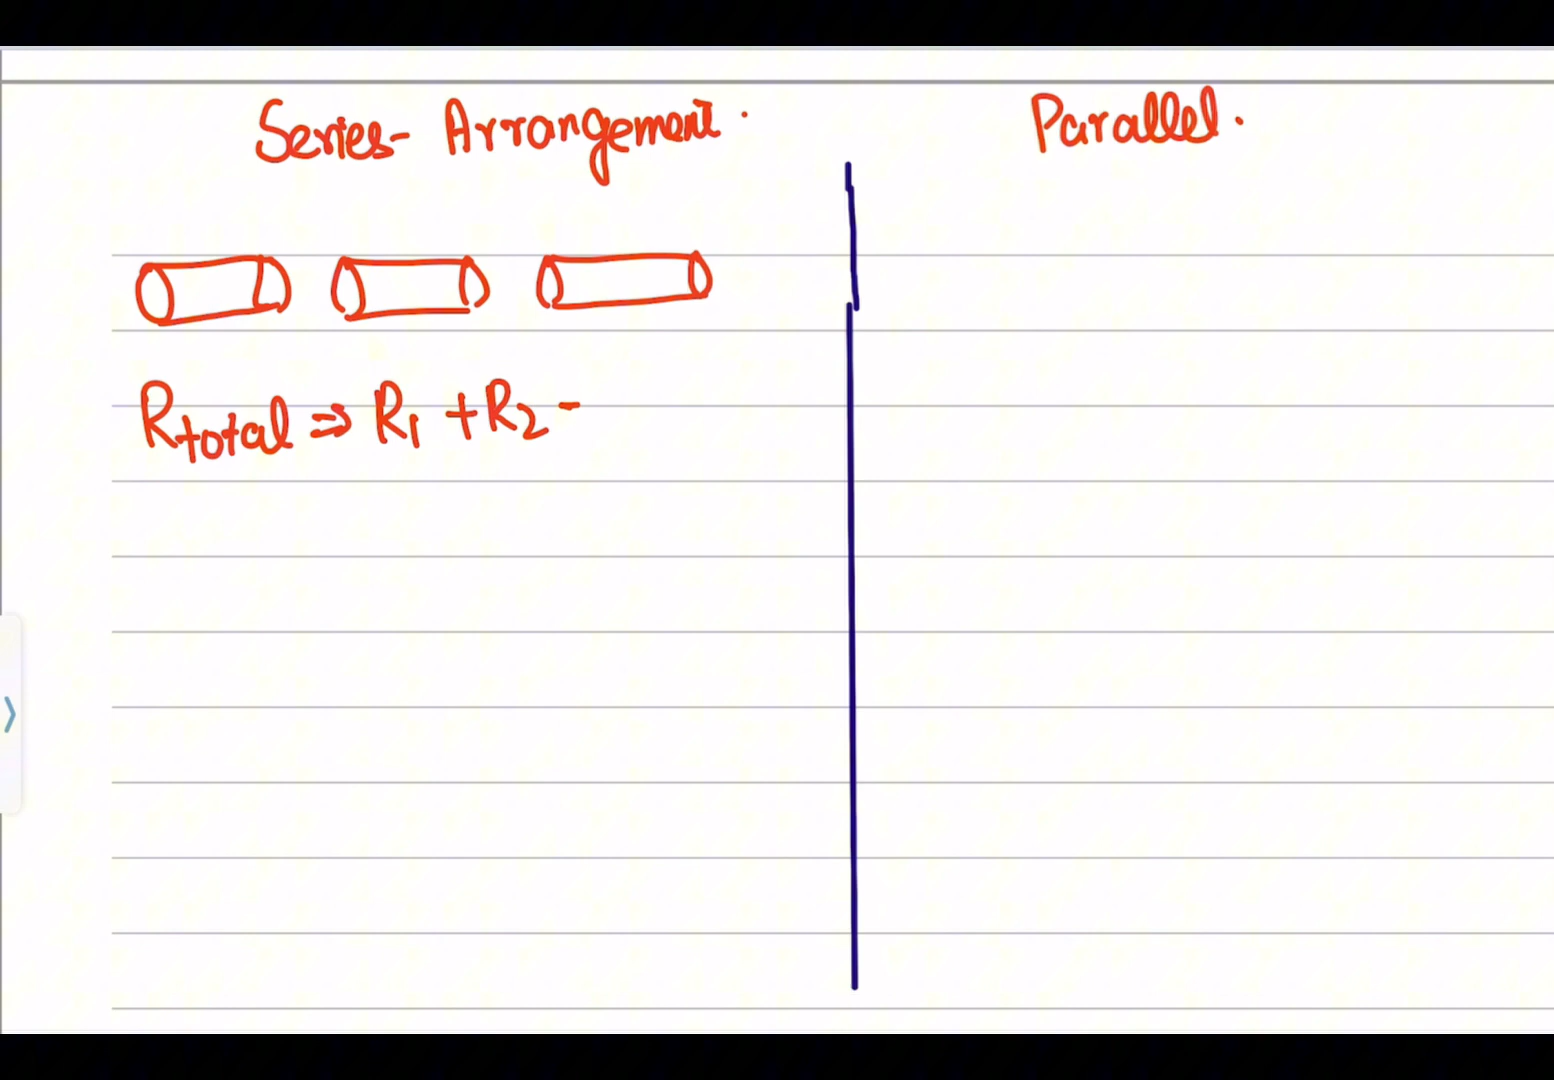 Series- Arrangement.
Parallel.
Rtotal ⇒ R1 + R2 -